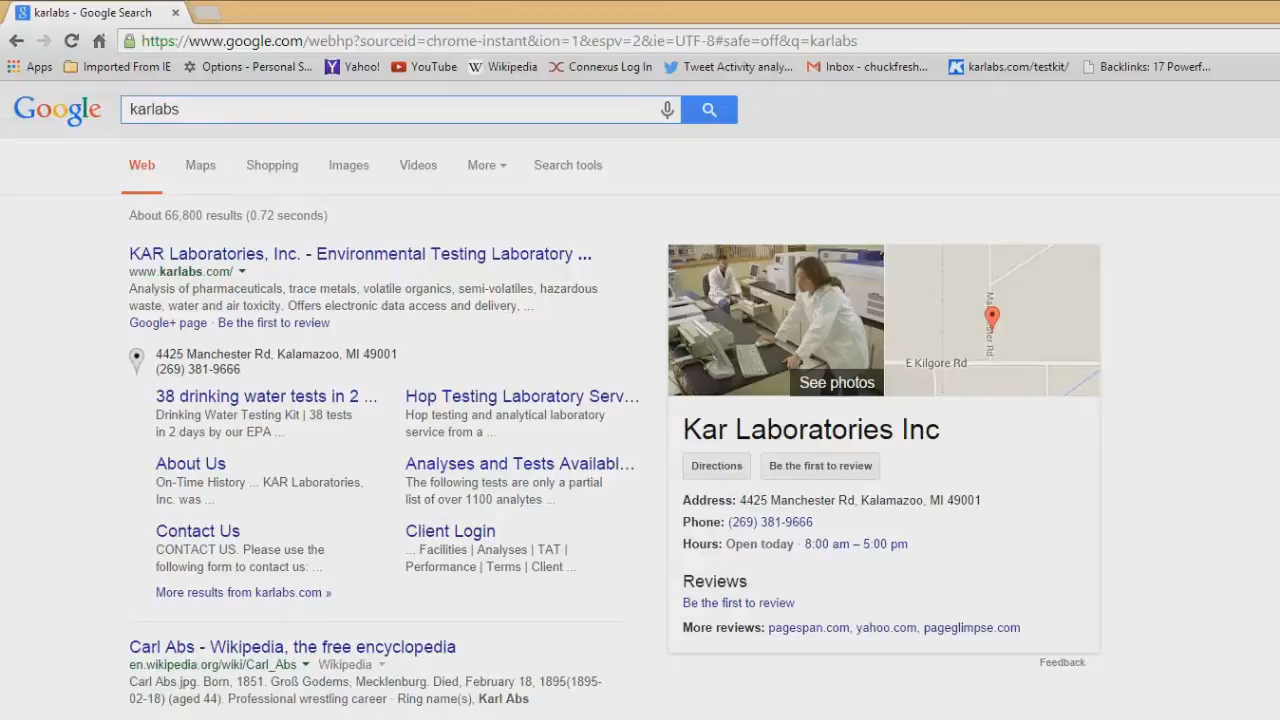 karlabs - Google Search
https://www.google.com/webhp?sourceid=chrome-instant&ion=1&espv=2&ie=UTF-8#safe=off&q=karlabs
Apps Imported From IE Options - Personal S... Yahoo! YouTube Wikipedia Connexus Log In Tweet Activity analy... Inbox - chuckfresh... karlabs.com/testkit/ Backlinks: 17 Powerf...
Google karlabs
Web Maps Shopping Images Videos More Search tools
About 66,800 results (0.72 seconds)
KAR Laboratories, Inc. - Environmental Testing Laboratory ...
www.karlabs.com/
Analysis of pharmaceuticals, trace metals, volatile organics, semi-volatiles, hazardous
waste, water and air toxicity. Offers electronic data access and delivery, ...
Google+ page · Be the first to review
4425 Manchester Rd, Kalamazoo, MI 49001
(269) 381-9666
38 drinking water tests in 2 ...
Drinking Water Testing Kit | 38 tests
in 2 days by our EPA ...
Hop Testing Laboratory Serv...
Hop testing and analytical laboratory
service from a ...
About Us
On-Time History ... KAR Laboratories,
Inc. was ...
Analyses and Tests Availabl...
The following tests are only a partial
list of over 1100 analytes ...
Contact Us
CONTACT US. Please use the
following form to contact us: ...
Client Login
... Facilities | Analyses | TAT |
Performance | Terms | Client ...
More results from karlabs.com »
Carl Abs - Wikipedia, the free encyclopedia
en.wikipedia.org/wiki/Carl_Abs Wikipedia
Carl Abs.jpg. Born, 1851. Groß Godems, Mecklenburg. Died, February 18, 1895(1895-
02-18) (aged 44). Professional wrestling career · Ring name(s), Karl Abs
See photos
E Kilgore Rd
Kar Laboratories Inc
Directions Be the first to review
Address: 4425 Manchester Rd, Kalamazoo, MI 49001
Phone: (269) 381-9666
Hours: Open today · 8:00 am – 5:00 pm
Reviews
Be the first to review
More reviews: pagespan.com, yahoo.com, pageglimpse.com
Feedback